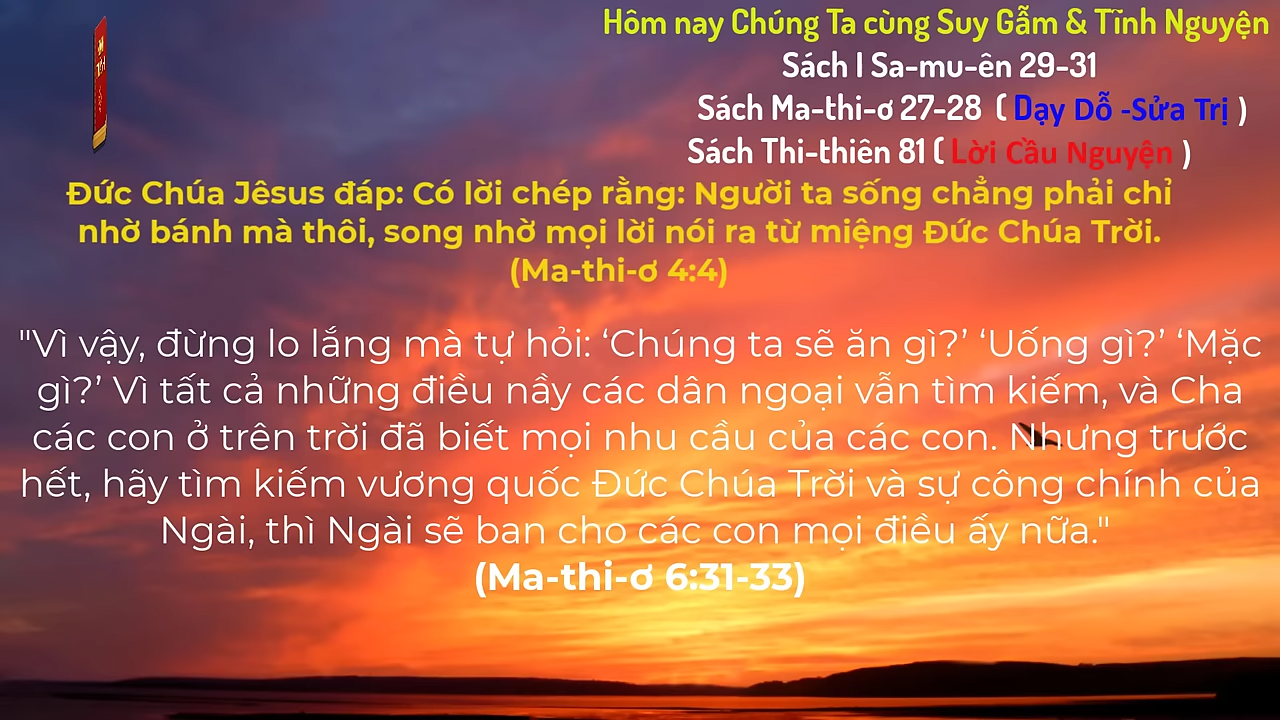 Hôm nay Chúng Ta cùng Suy Gẫm & Tĩnh Nguyện
Sách I Sa-mu-ên 29-31
Sách Ma-thi-ơ 27-28 ( Dạy Dỗ -Sửa Trị )
Sách Thi-thiên 81 ( Lời Cầu Nguyện )
Đức Chúa Jêsus đáp: Có lời chép rằng: Người ta sống chẳng phải chỉ
nhờ bánh mà thôi, song nhờ mọi lời nói ra từ miệng Đức Chúa Trời.
(Ma-thi-ơ 4:4)
"Vì vậy, đừng lo lắng mà tự hỏi: ‘Chúng ta sẽ ăn gì?’ ‘Uống gì?’ ‘Mặc
gì?’ Vì tất cả những điều nầy các dân ngoại vẫn tìm kiếm, và Cha
các con ở trên trời đã biết mọi nhu cầu của các con. Nhưng trước
hết, hãy tìm kiếm vương quốc Đức Chúa Trời và sự công chính của
Ngài, thì Ngài sẽ ban cho các con mọi điều ấy nữa."
(Ma-thi-ơ 6:31-33)